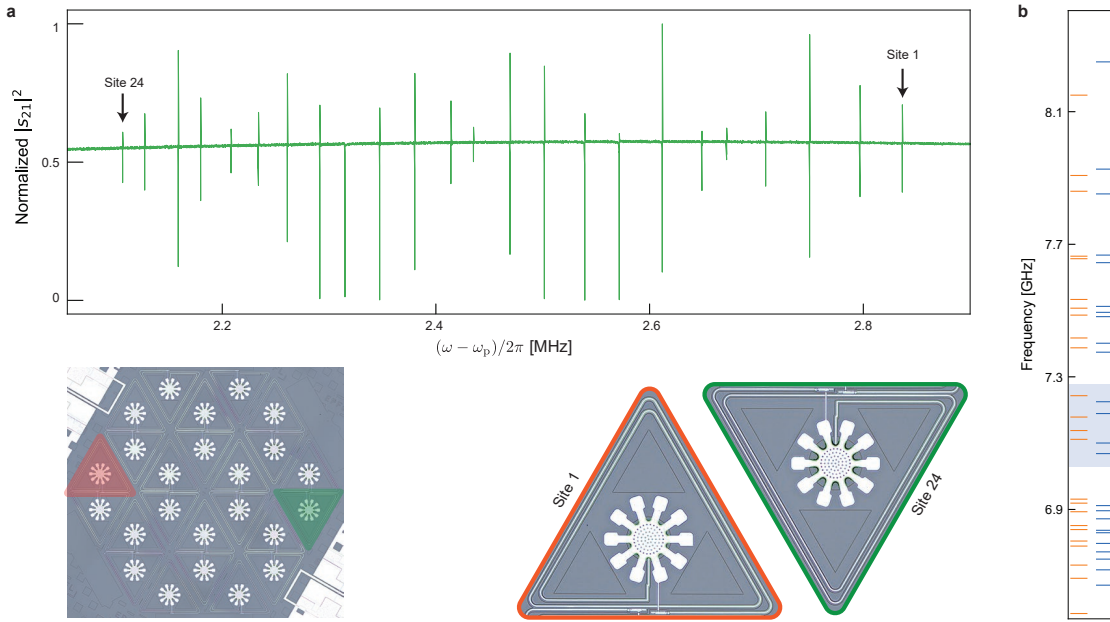 a
b
Normalized |s₂₁|²
1
0.5
0
Site 24
Site 1
2.2
2.4
2.6
2.8
(ω − ωₚ)/2π [MHz]
Site 1
Site 24
Frequency [GHz]
8.1
7.7
7.3
6.9